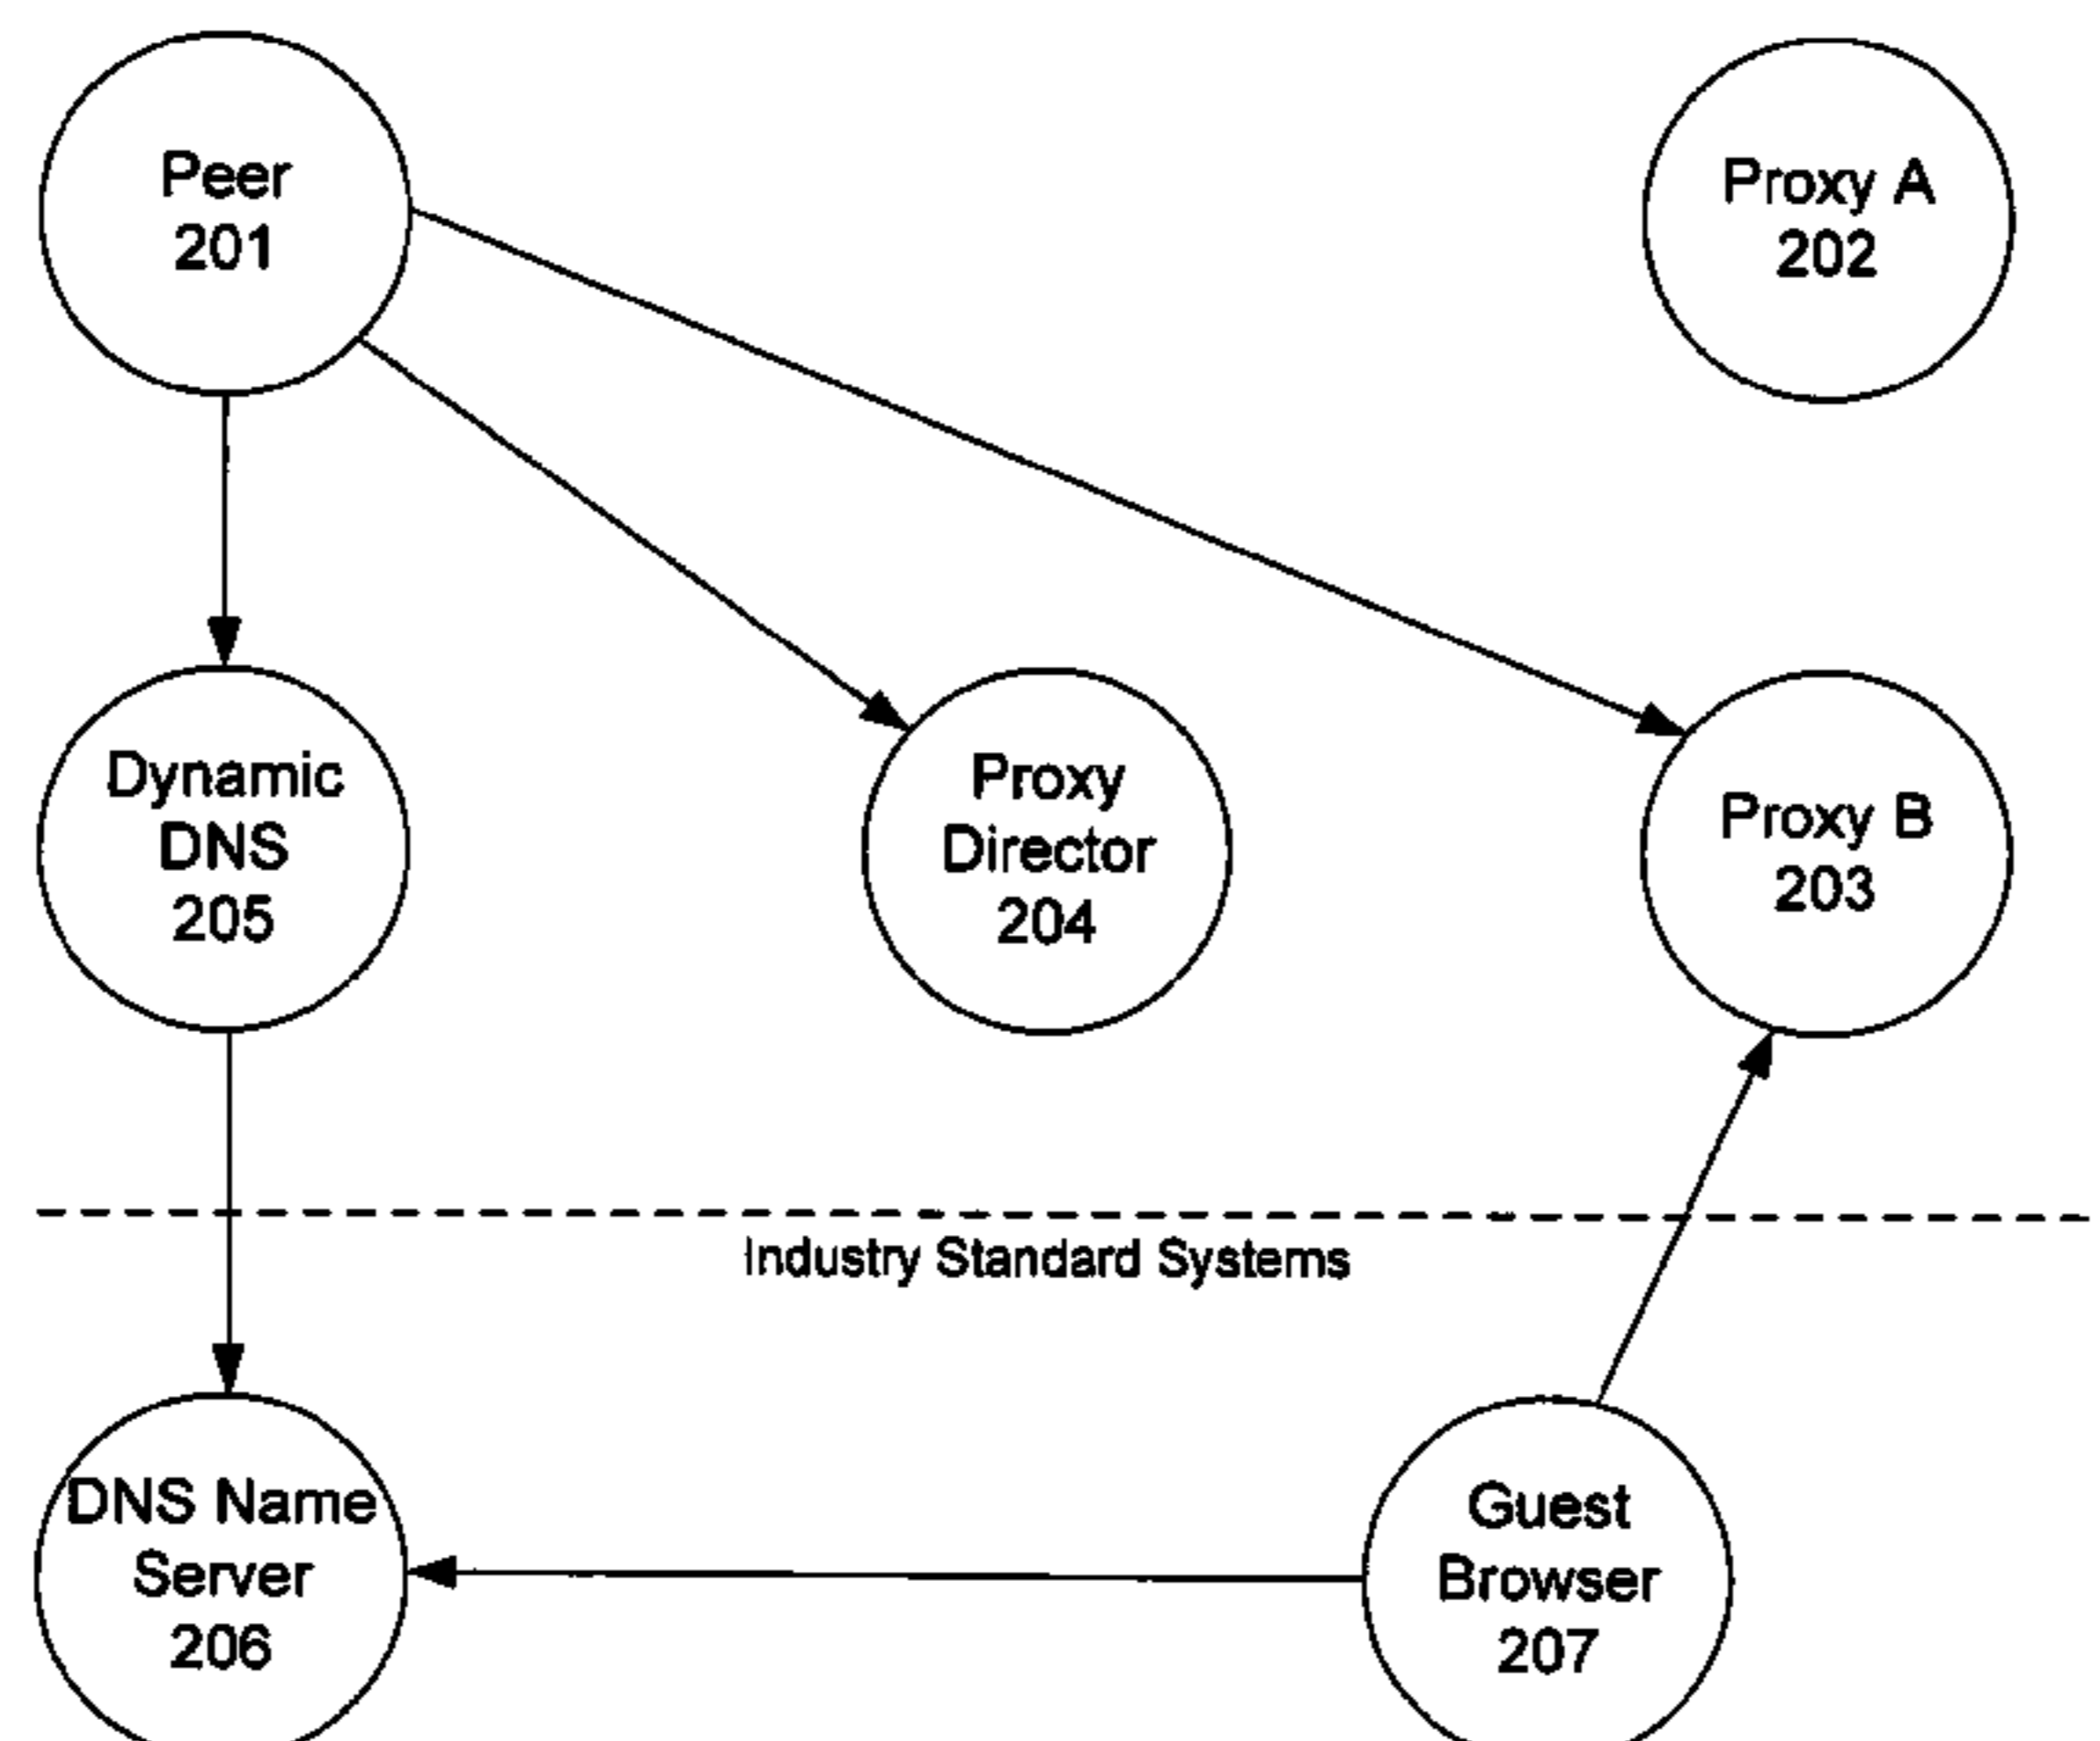 Peer
201
Proxy A
202
Dynamic
DNS
205
Proxy
Director
204
Proxy B
203
Industry Standard Systems
DNS Name
Server
206
Guest
Browser
207